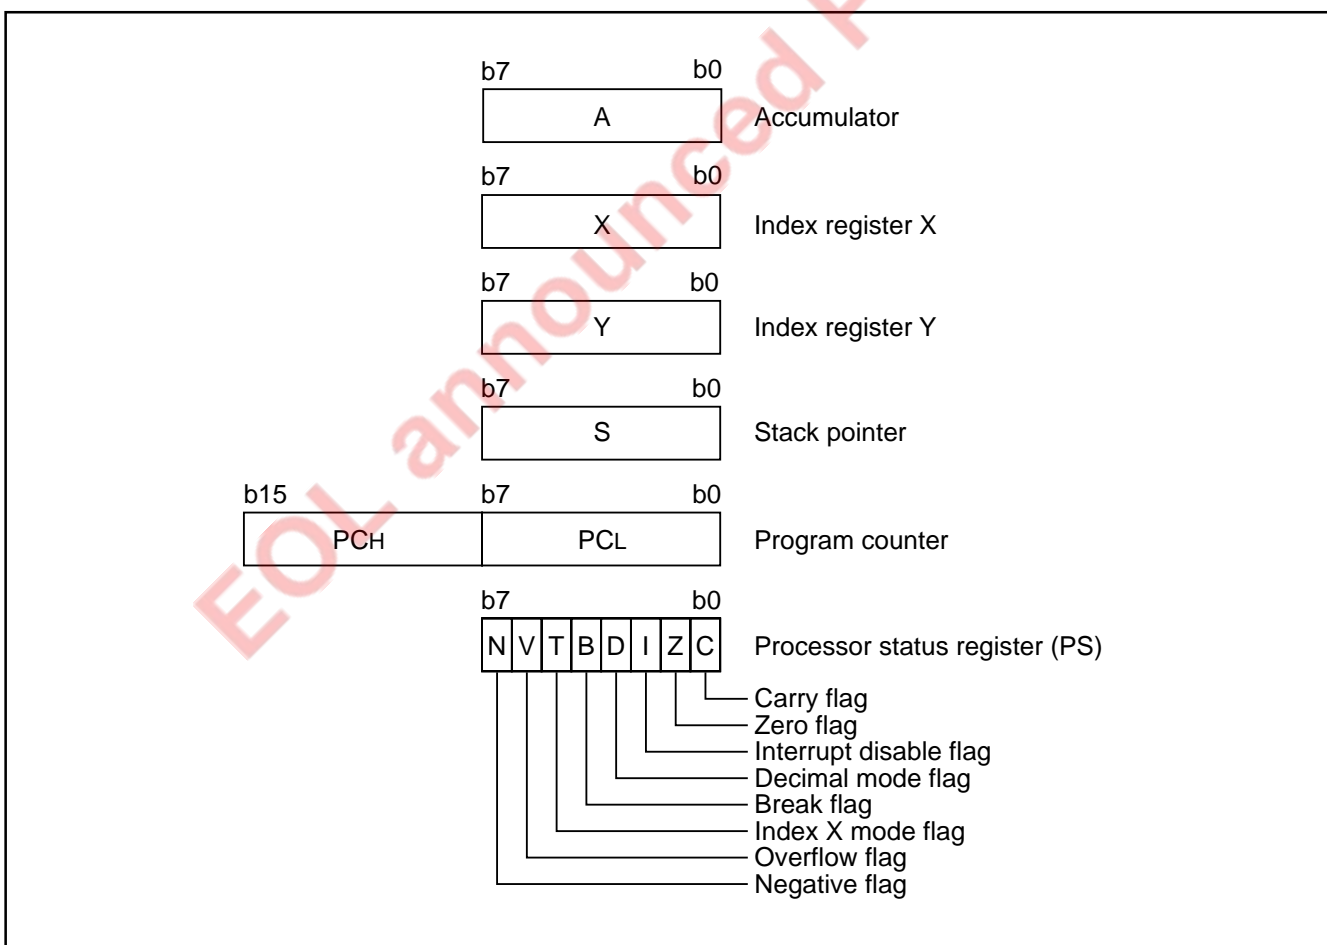 b7 b0
A Accumulator
b7 b0
X Index register X
b7 b0
Y Index register Y
b7 b0
S Stack pointer
b15 b7 b0
PCH PCL Program counter
b7 b0
N V T B D I Z C Processor status register (PS)
Carry flag
Zero flag
Interrupt disable flag
Decimal mode flag
Break flag
Index X mode flag
Overflow flag
Negative flag
EOL announced